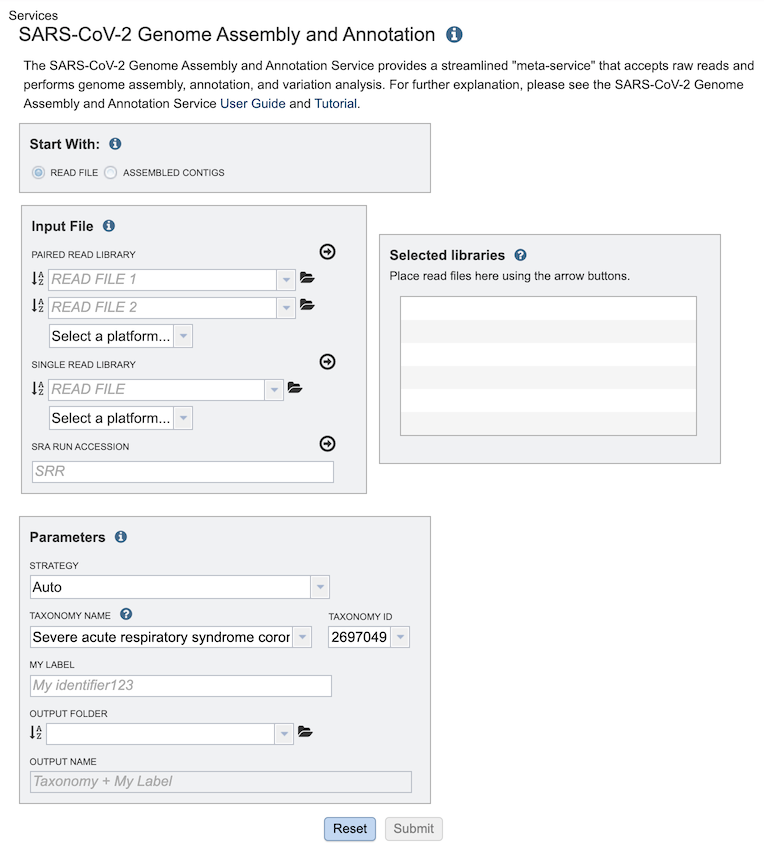 Services
SARS-CoV-2 Genome Assembly and Annotation
The SARS-CoV-2 Genome Assembly and Annotation Service provides a streamlined "meta-service" that accepts raw reads and
performs genome assembly, annotation, and variation analysis. For further explanation, please see the SARS-CoV-2 Genome
Assembly and Annotation Service User Guide and Tutorial.
Start With:
READ FILE ASSEMBLED CONTIGS
Input File
PAIRED READ LIBRARY
READ FILE 1
READ FILE 2
Select a platform...
SINGLE READ LIBRARY
READ FILE
Select a platform...
SRA RUN ACCESSION
SRR
Selected libraries
Place read files here using the arrow buttons.
Parameters
STRATEGY
Auto
TAXONOMY NAME TAXONOMY ID
Severe acute respiratory syndrome coror 2697049
MY LABEL
My identifier123
OUTPUT FOLDER
OUTPUT NAME
Taxonomy + My Label
Reset Submit